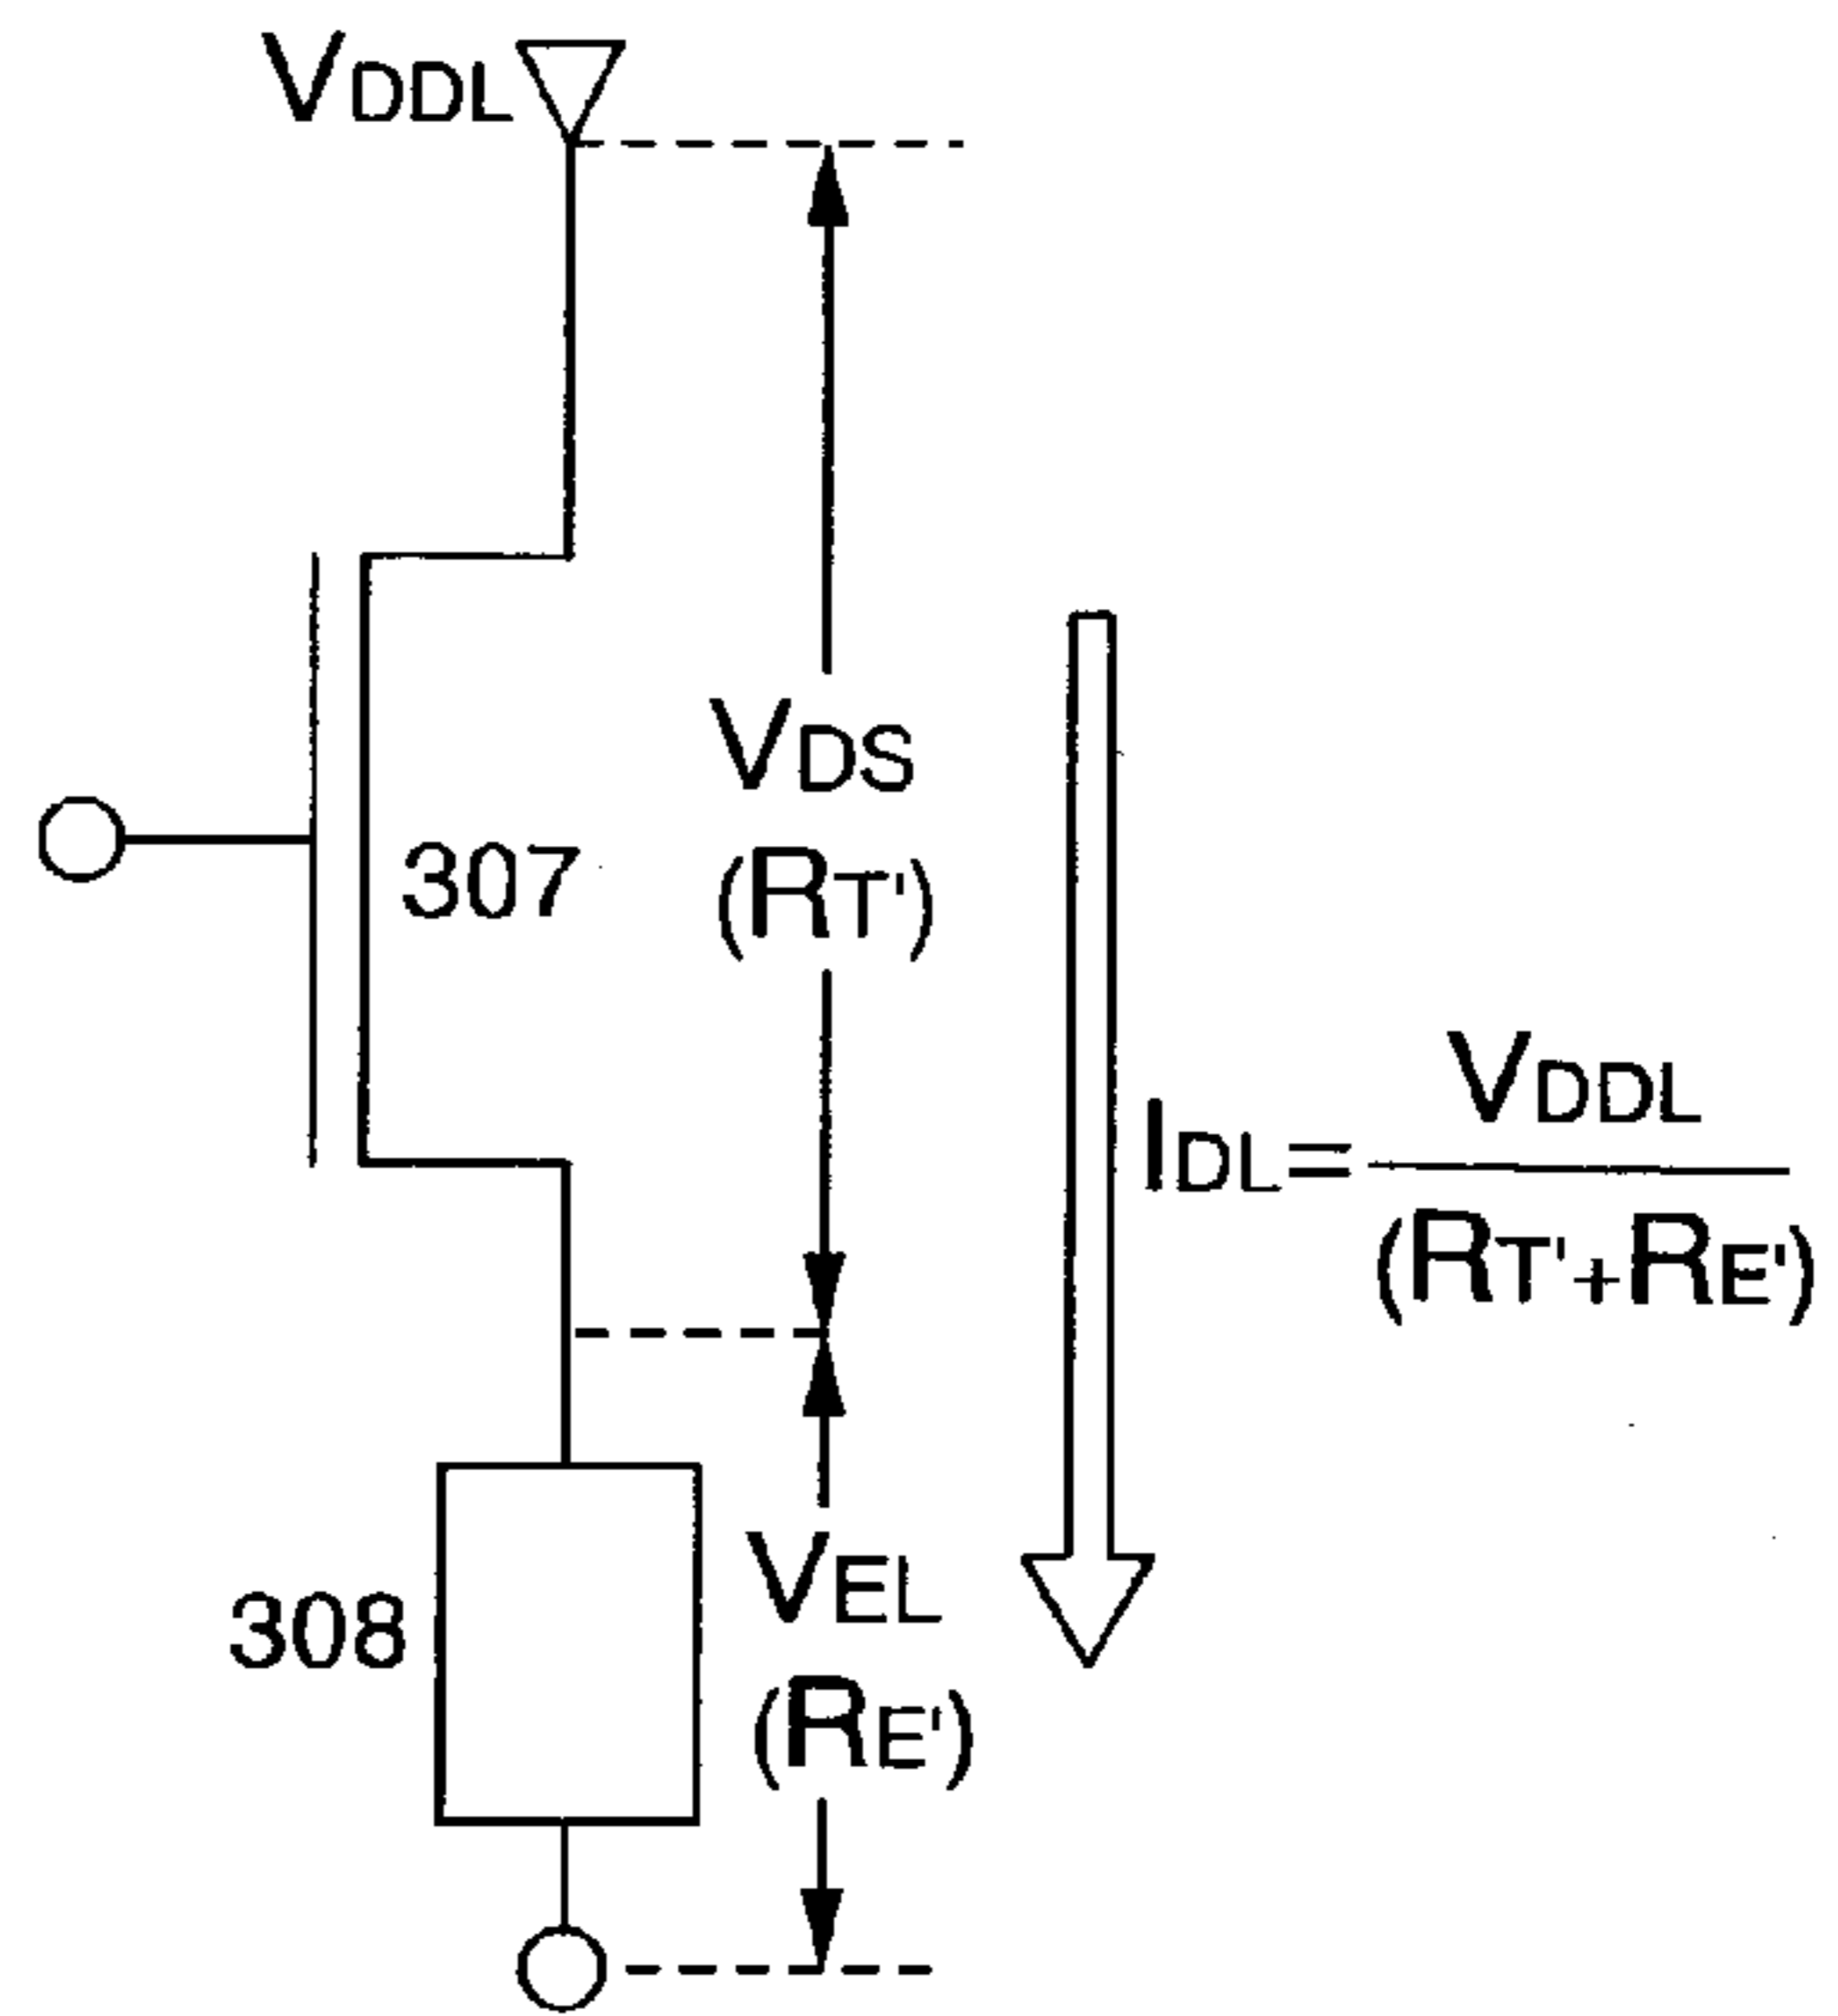 VDDL
VDS
307
(RT')
IDL=VDDL/(RT'+RE')
VEL
308
(RE')